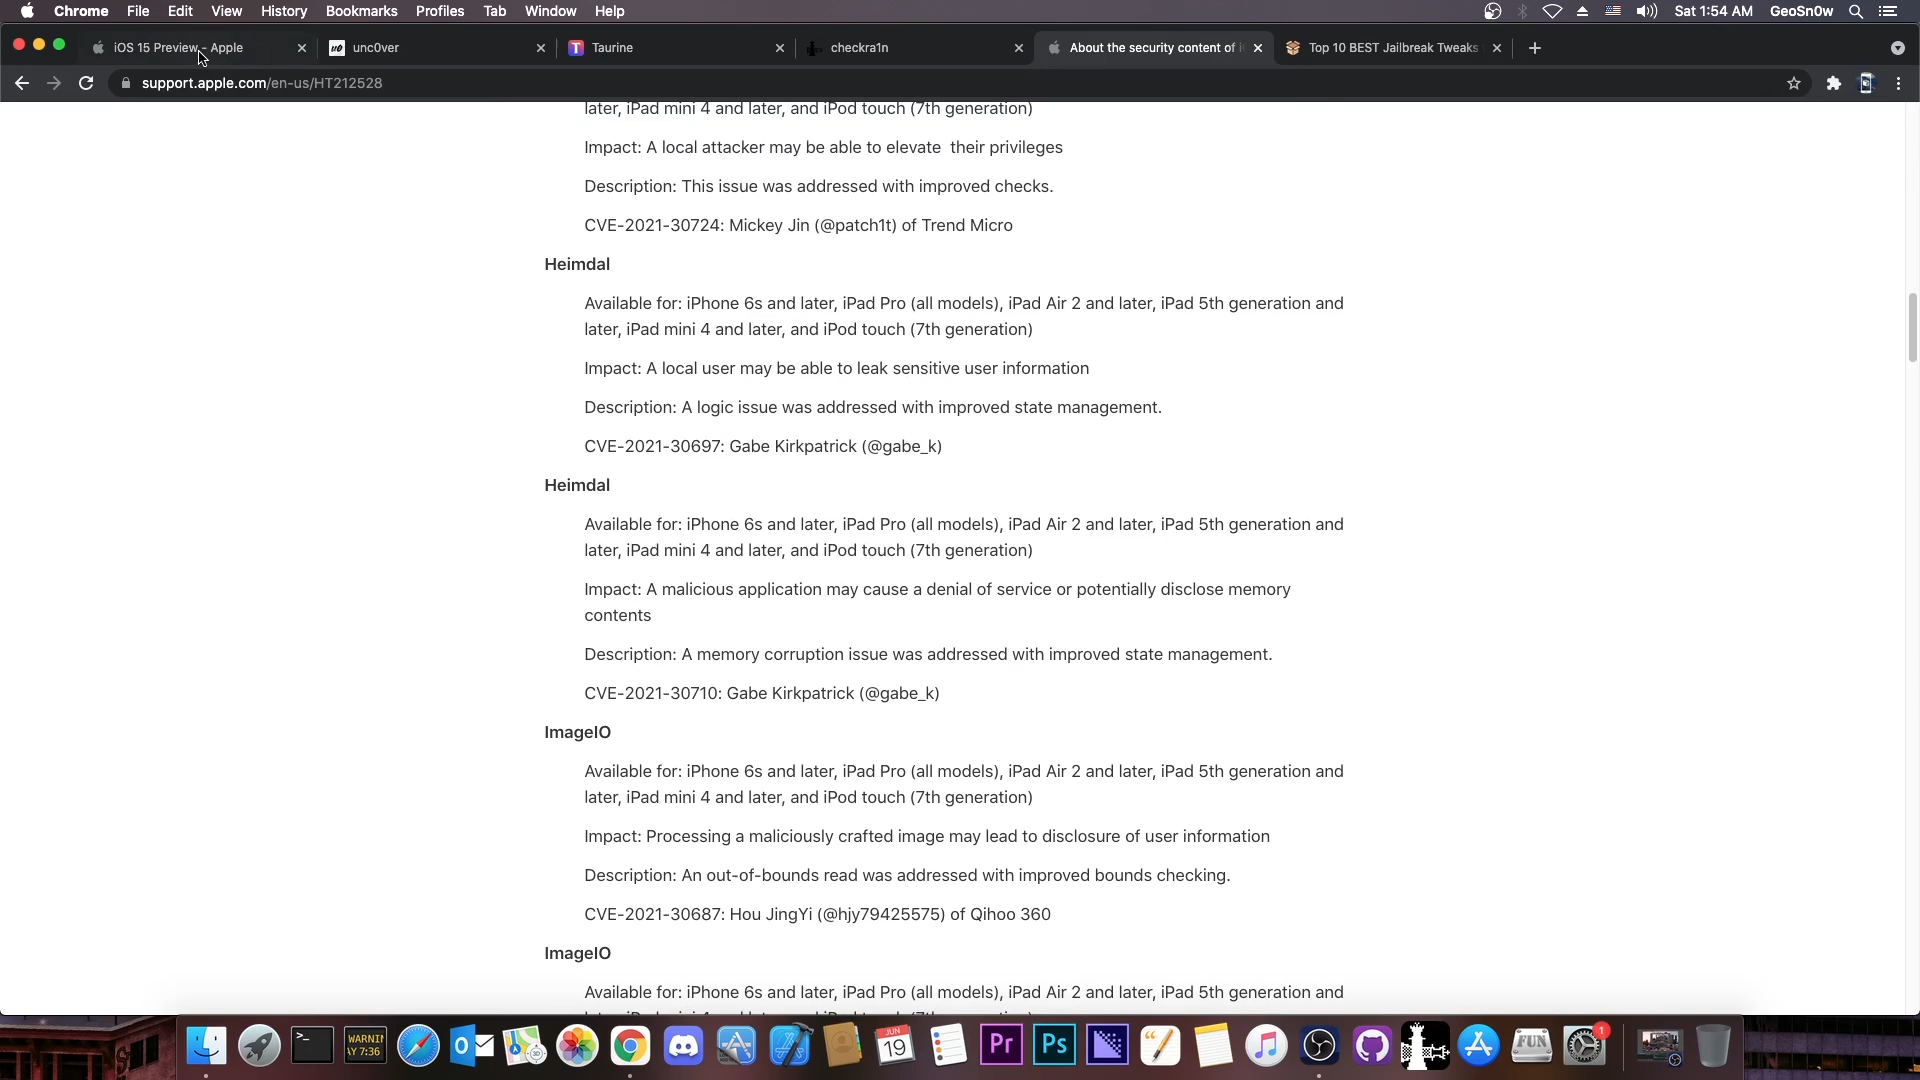 Chrome File Edit View History Bookmarks Profiles Tab Window Help Sat 1:54 AM GeoSn0w
iOS 15 Preview - Apple unc0ver Taurine checkra1n About the security content of i Top 10 BEST Jailbreak Tweaks
support.apple.com/en-us/HT212528
later, iPad mini 4 and later, and iPod touch (7th generation)
Impact: A local attacker may be able to elevate their privileges
Description: This issue was addressed with improved checks.
CVE-2021-30724: Mickey Jin (@patch1t) of Trend Micro
Heimdal
Available for: iPhone 6s and later, iPad Pro (all models), iPad Air 2 and later, iPad 5th generation and
later, iPad mini 4 and later, and iPod touch (7th generation)
Impact: A local user may be able to leak sensitive user information
Description: A logic issue was addressed with improved state management.
CVE-2021-30697: Gabe Kirkpatrick (@gabe_k)
Heimdal
Available for: iPhone 6s and later, iPad Pro (all models), iPad Air 2 and later, iPad 5th generation and
later, iPad mini 4 and later, and iPod touch (7th generation)
Impact: A malicious application may cause a denial of service or potentially disclose memory
contents
Description: A memory corruption issue was addressed with improved state management.
CVE-2021-30710: Gabe Kirkpatrick (@gabe_k)
ImageIO
Available for: iPhone 6s and later, iPad Pro (all models), iPad Air 2 and later, iPad 5th generation and
later, iPad mini 4 and later, and iPod touch (7th generation)
Impact: Processing a maliciously crafted image may lead to disclosure of user information
Description: An out-of-bounds read was addressed with improved bounds checking.
CVE-2021-30687: Hou JingYi (@hjy79425575) of Qihoo 360
ImageIO
Available for: iPhone 6s and later, iPad Pro (all models), iPad Air 2 and later, iPad 5th generation and
WARNIN
AY 7:36
JUN
19
Pr
Ps
FUN
1